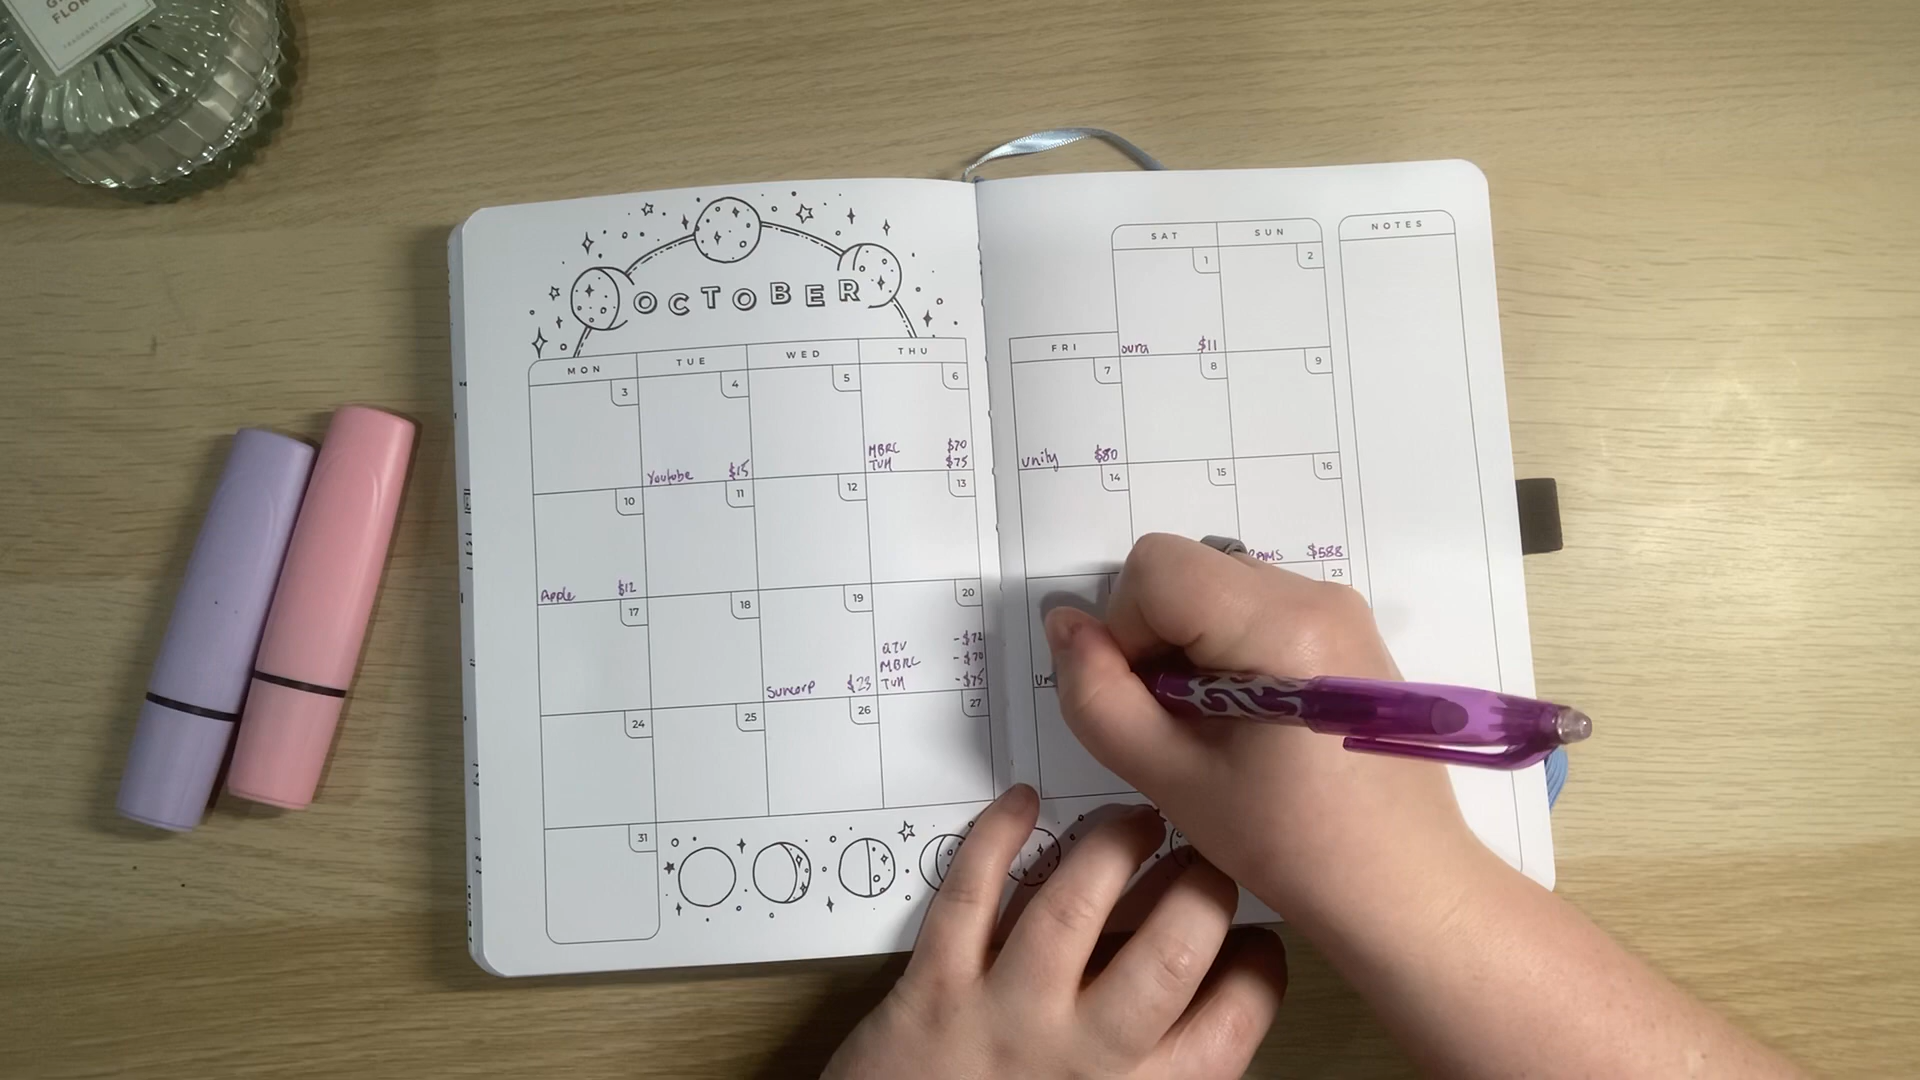 FRAGRANT CANDLE
OCTOBER
MON TUE WED THU
3 4 5 6
Youtube $15
MBRC $70
TUM $75
10 11 12 13
Apple $12
17 18 19 20
Suncorp $23
QTV -$72
MBRC -$70
TUM -$75
24 25 26 27
31
SAT SUN
1 2
oura $11
FRI
7 8 9
Unity $80
14 15 16
$588
23
NOTES